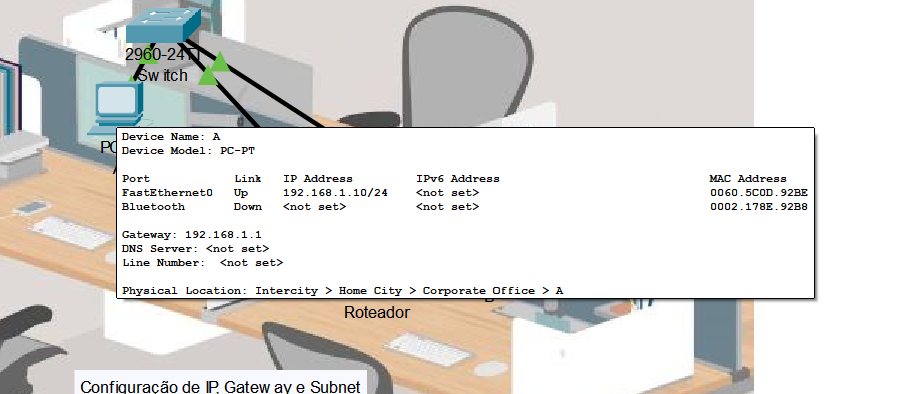 2960-24TT
Switch
PC
Device Name: A
Device Model: PC-PT
Port Link IP Address IPv6 Address MAC Address
FastEthernet0 Up 192.168.1.10/24 <not set> 0060.5C0D.92BE
Bluetooth Down <not set> <not set> 0002.178E.92B8
Gateway: 192.168.1.1
DNS Server: <not set>
Line Number: <not set>
Physical Location: Intercity > Home City > Corporate Office > A
Roteador
Configuração de IP, Gateway e Subnet